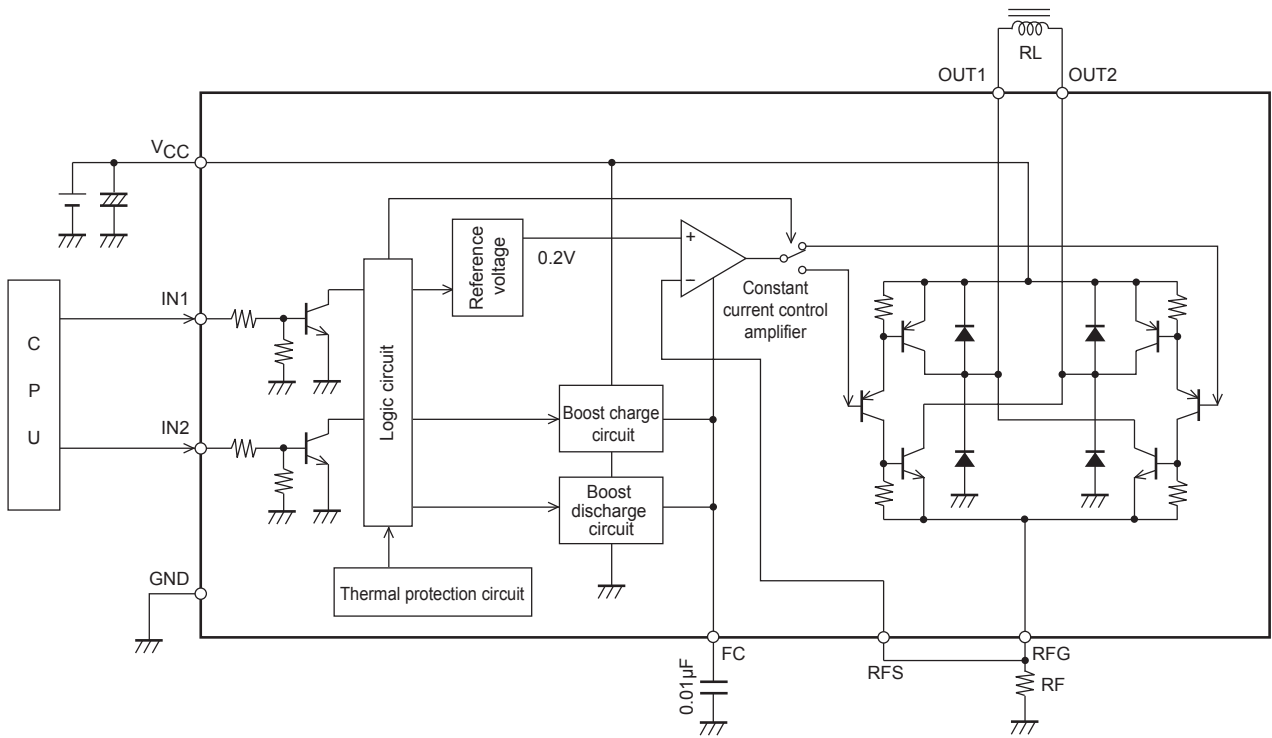 RL
OUT1
OUT2
VCC
Reference
voltage
0.2V
+
−
Constant
current control
amplifier
IN1
C
P
U
Logic circuit
IN2
Boost charge
circuit
Boost
discharge
circuit
GND
Thermal protection circuit
FC
RFS
RFG
0.01µF
RF